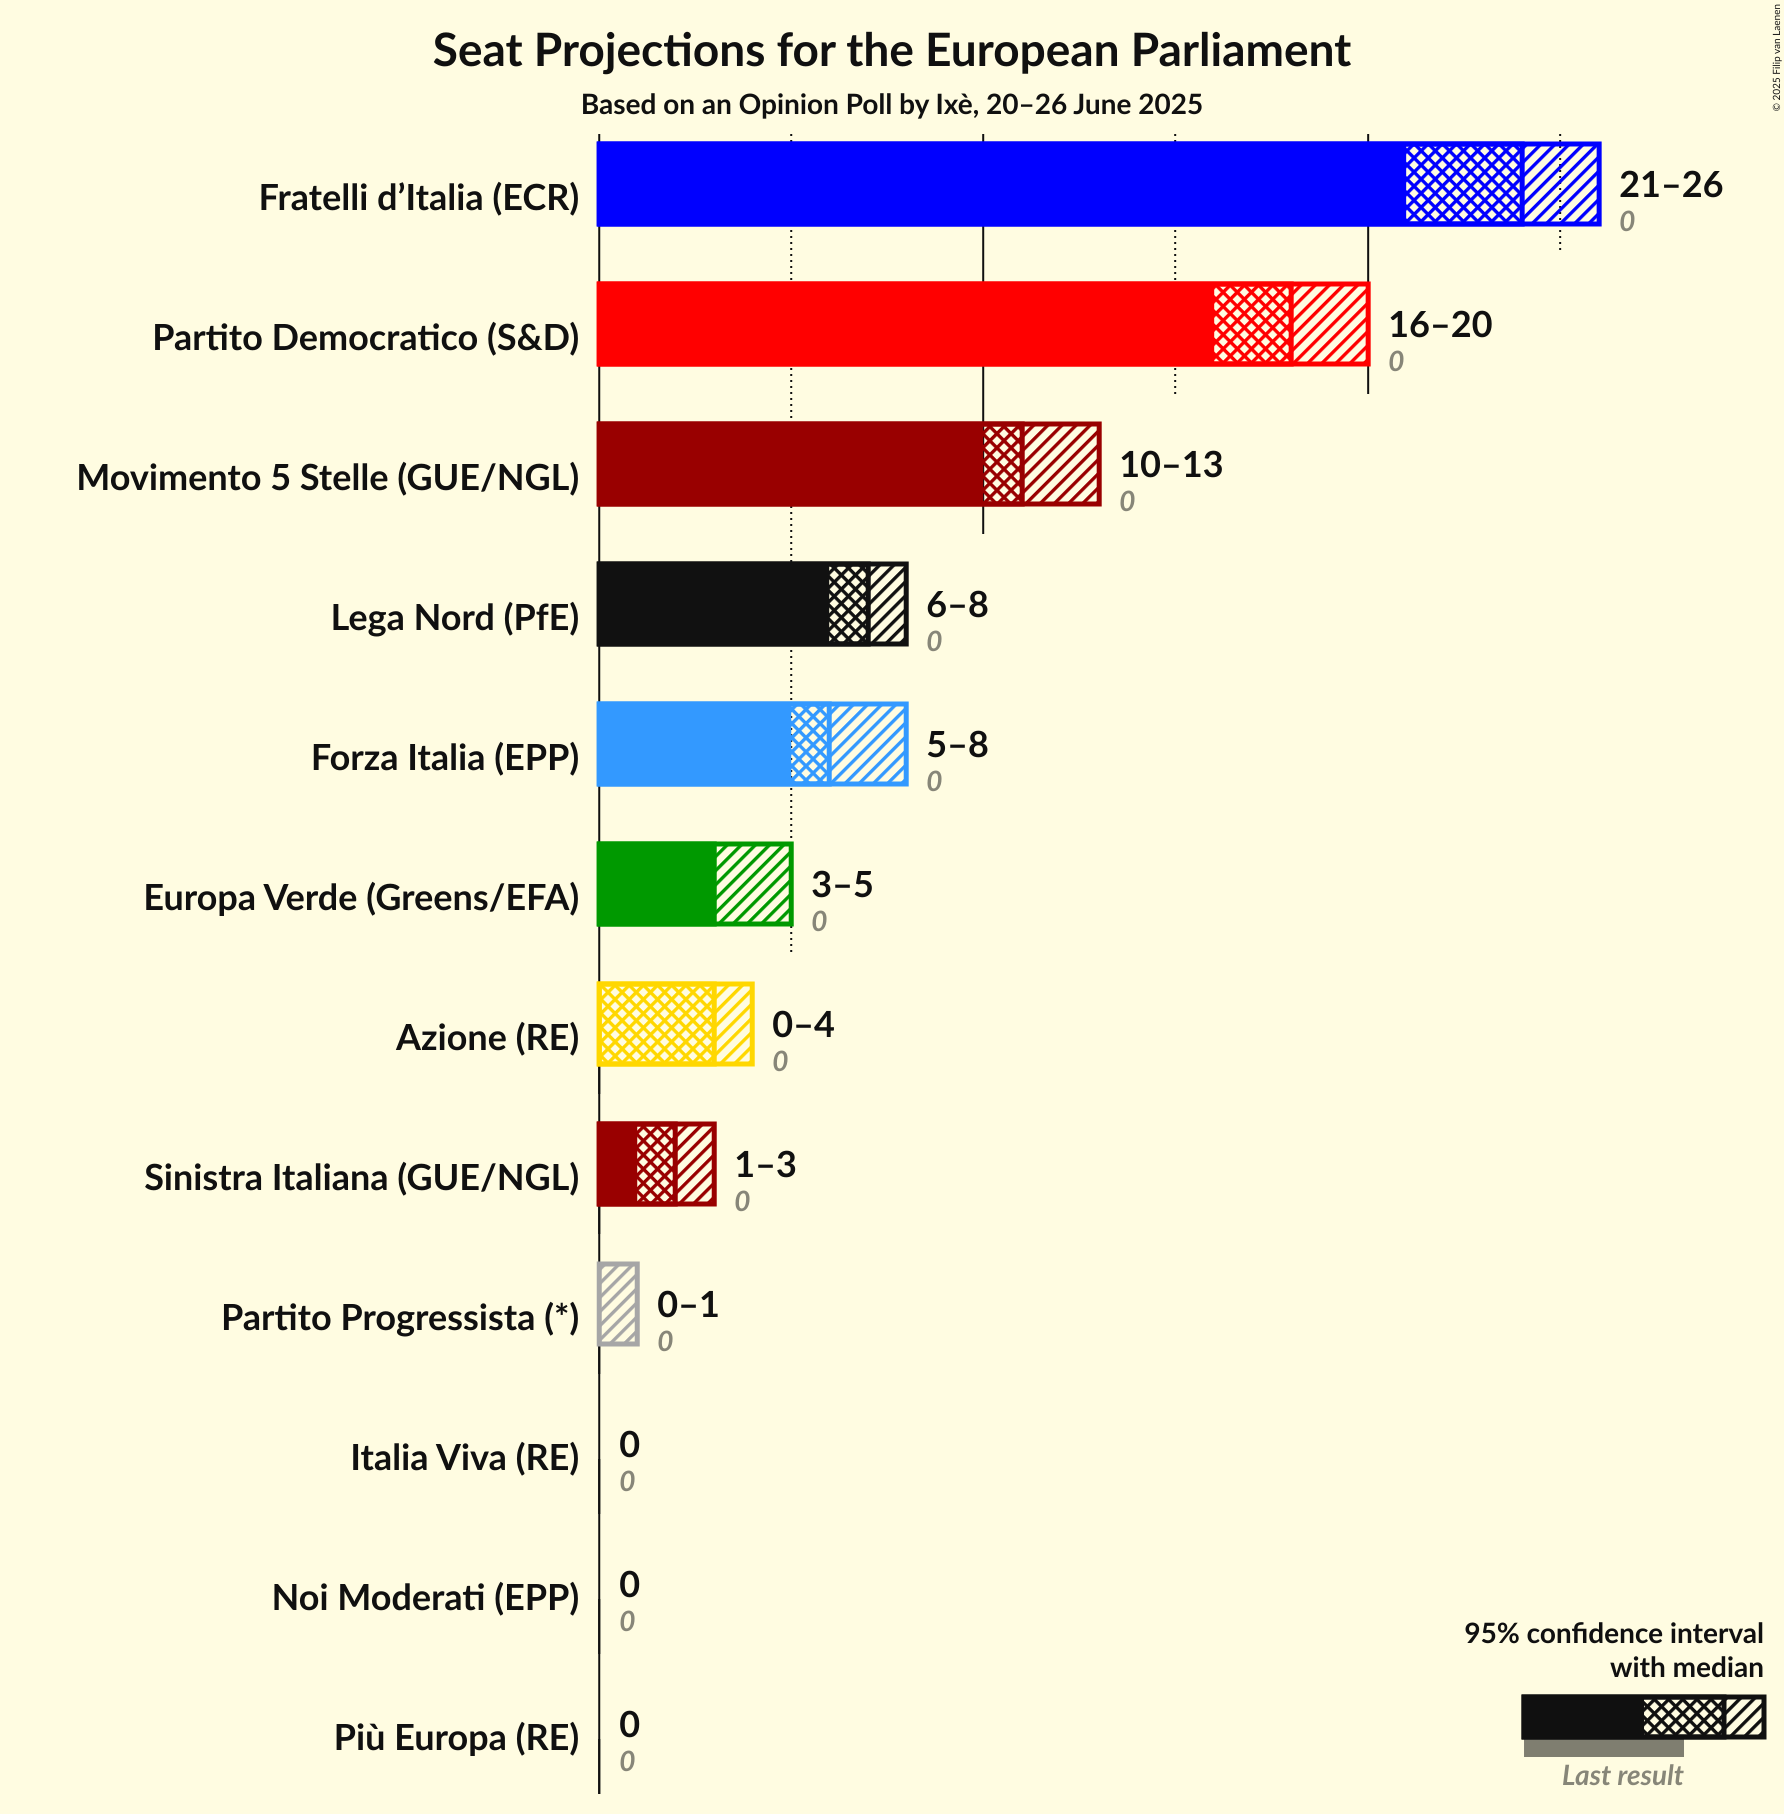 Seat Projections for the European Parliament
Based on an Opinion Poll by Ixè, 20–26 June 2025
© 2025 Filip van Laenen
Fratelli d’Italia (ECR)
21–26
0
Partito Democratico (S&D)
16–20
0
Movimento 5 Stelle (GUE/NGL)
10–13
0
Lega Nord (PfE)
6–8
0
Forza Italia (EPP)
5–8
0
Europa Verde (Greens/EFA)
3–5
0
Azione (RE)
0–4
0
Sinistra Italiana (GUE/NGL)
1–3
0
Partito Progressista (*)
0–1
0
Italia Viva (RE)
0
0
Noi Moderati (EPP)
0
0
Più Europa (RE)
0
0
95% confidence interval
with median
Last result